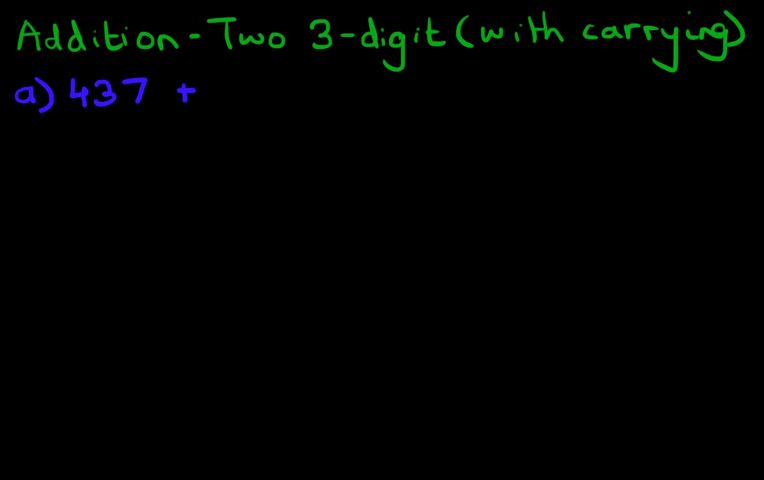 Addition - Two 3-digit (with carrying)
a) 437 +